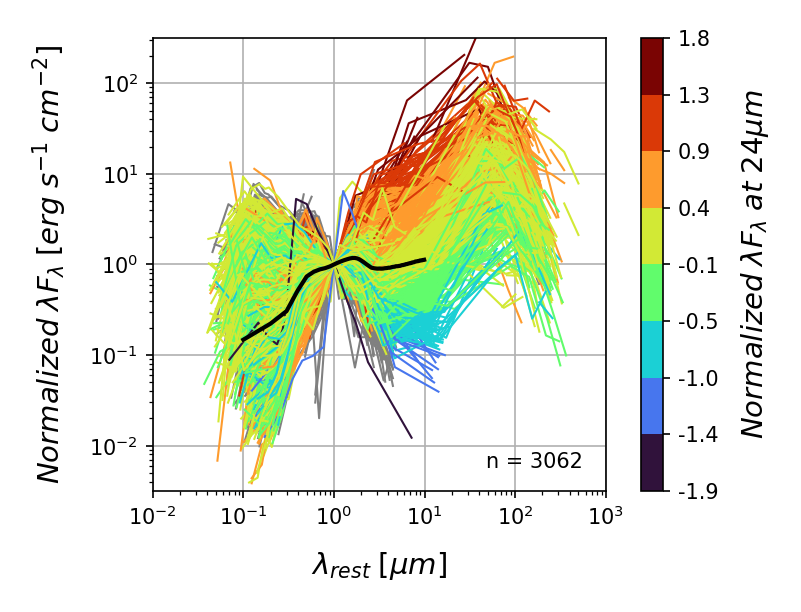 Normalized λF_λ [erg s⁻¹ cm⁻²]
10²
10¹
10⁰
10⁻¹
10⁻²
n = 3062
10⁻² 10⁻¹ 10⁰ 10¹ 10² 10³
λ_rest [μm]
1.8
1.3
0.9
0.4
-0.1
-0.5
-1.0
-1.4
-1.9
Normalized λF_λ at 24μm